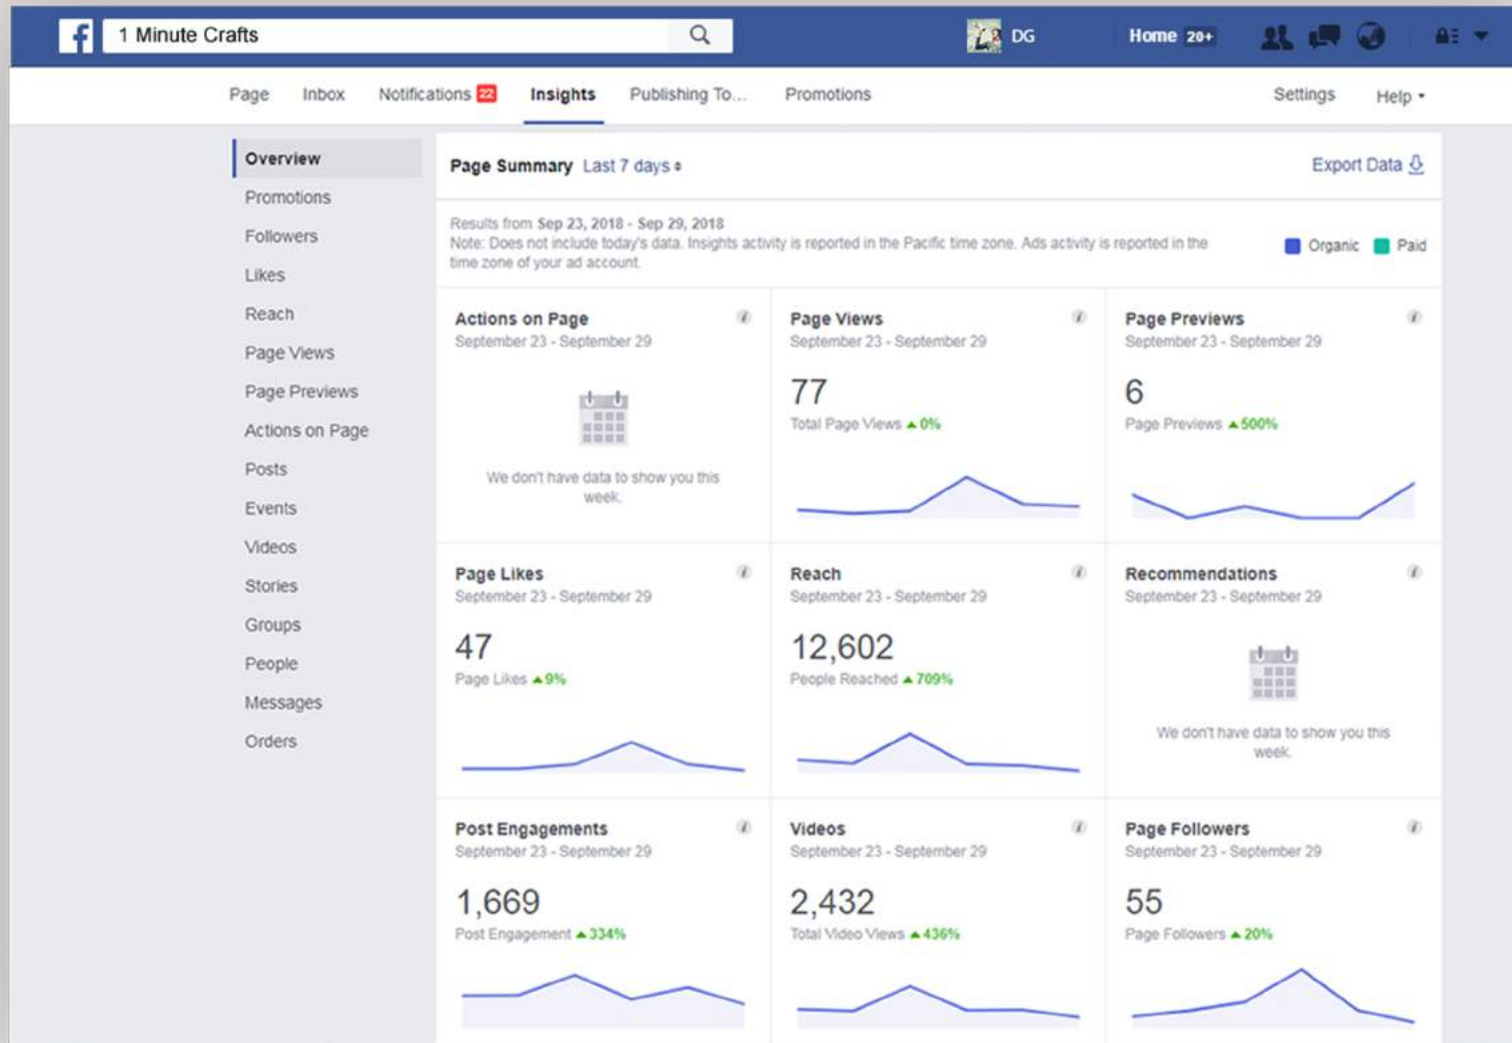 f
1 Minute Crafts
DG
Home 20+
Page Inbox Notifications 22 Insights Publishing To... Promotions Settings Help
Overview
Promotions
Followers
Likes
Reach
Page Views
Page Previews
Actions on Page
Posts
Events
Videos
Stories
Groups
People
Messages
Orders
Page Summary Last 7 days
Export Data
Results from Sep 23, 2018 - Sep 29, 2018
Note: Does not include today's data. Insights activity is reported in the Pacific time zone. Ads activity is reported in the
time zone of your ad account.
Organic Paid
Actions on Page
September 23 - September 29
We don't have data to show you this
week.
Page Views
September 23 - September 29
77
Total Page Views 0%
Page Previews
September 23 - September 29
6
Page Previews 500%
Page Likes
September 23 - September 29
47
Page Likes 9%
Reach
September 23 - September 29
12,602
People Reached 709%
Recommendations
September 23 - September 29
We don't have data to show you this
week.
Post Engagements
September 23 - September 29
1,669
Post Engagement 334%
Videos
September 23 - September 29
2,432
Total Video Views 436%
Page Followers
September 23 - September 29
55
Page Followers 20%